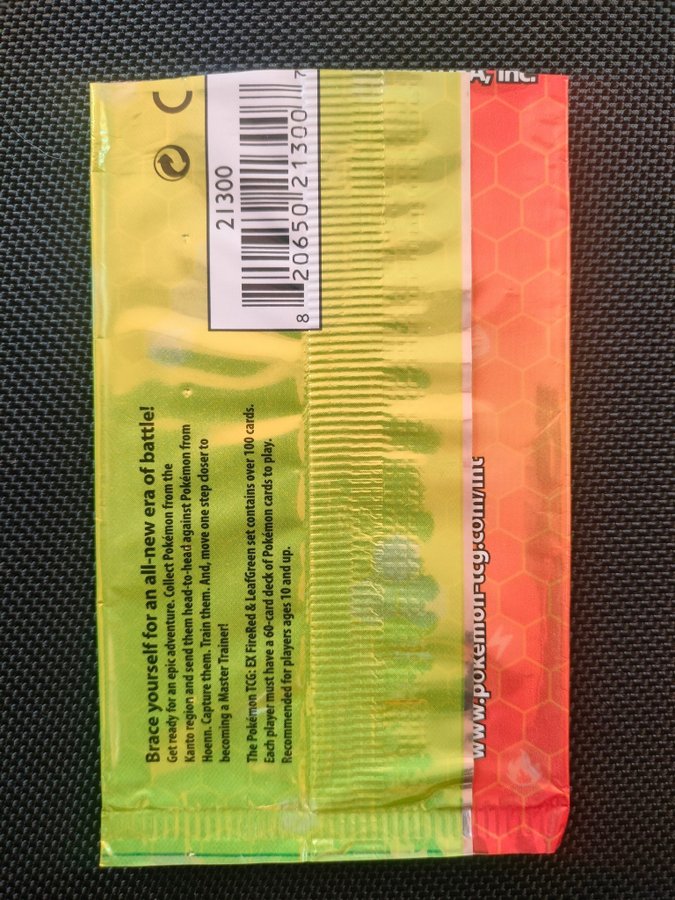 Brace yourself for an all-new era of battle!
Get ready for an epic adventure. Collect Pokémon from the
Kanto region and send them head-to-head against Pokémon from
Hoenn. Capture them. Train them. And, move one step closer to
becoming a Master Trainer!
The Pokémon TCG: EX FireRed & LeafGreen set contains over 100 cards.
Each player must have a 60-card deck of Pokémon cards to play.
Recommended for players ages 10 and up.
21300
8 20650 21300 7
www.pokemon-tcg.com/int
Inc.